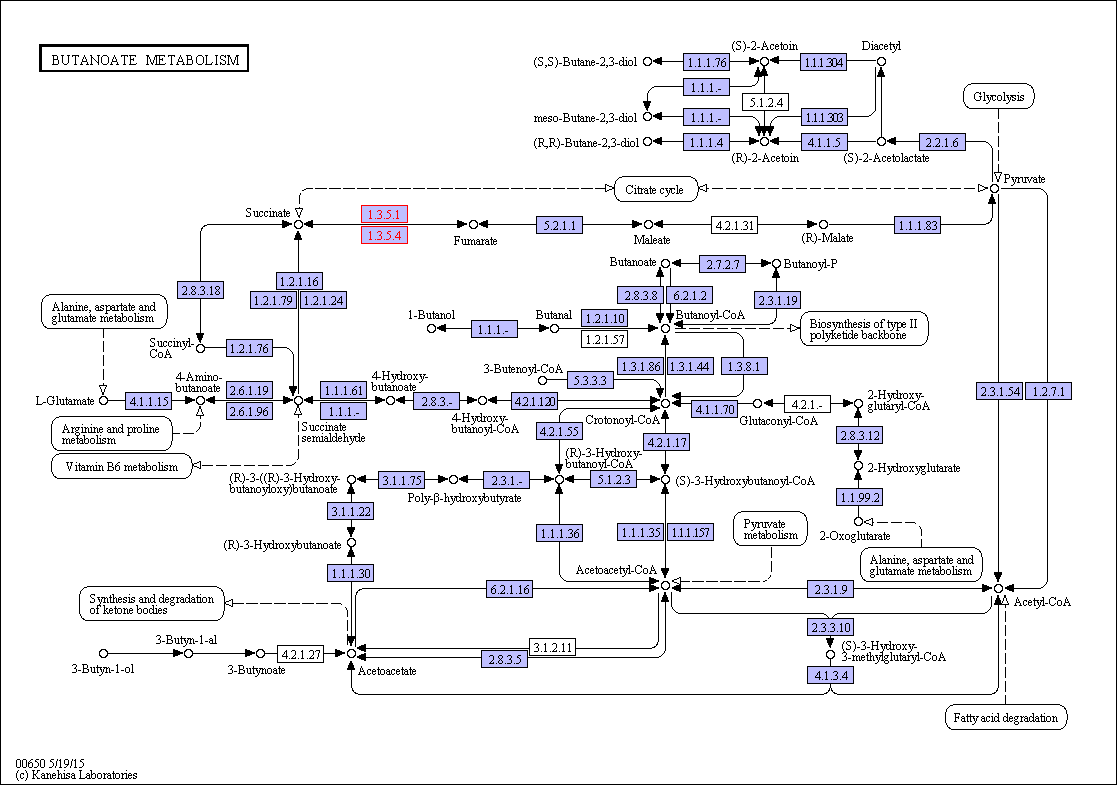 BUTANOATE METABOLISM
(S)-2-Acetoin
Diacetyl
(S,S)-Butane-2,3-diol
1.1.1.76
1.1.1.304
1.1.1.-
5.1.2.4
Glycolysis
meso-Butane-2,3-diol
1.1.1.-
1.1.1.303
(R,R)-Butane-2,3-diol
1.1.1.4
4.1.1.5
2.2.1.6
(R)-2-Acetoin
(S)-2-Acetolactate
Citrate cycle
Pyruvate
Succinate
1.3.5.1
1.3.5.4
Fumarate
5.2.1.1
Maleate
4.2.1.31
(R)-Malate
1.1.1.83
Butanoate
2.7.2.7
Butanoyl-P
2.8.3.18
1.2.1.16
1.2.1.79
1.2.1.24
2.8.3.8
6.2.1.2
2.3.1.19
Alanine, aspartate and
glutamate metabolism
1-Butanol
1.1.1.-
Butanal
1.2.1.10
1.2.1.57
Butanoyl-CoA
Biosynthesis of type II
polyketide backbone
Succinyl-
CoA
1.2.1.76
3-Butenoyl-CoA
5.3.3.3
1.3.1.86
1.3.1.44
1.3.8.1
L-Glutamate
4.1.1.15
4-Amino-
butanoate
2.6.1.19
2.6.1.96
1.1.1.61
1.1.1.-
4-Hydroxy-
butanoate
2.8.3.-
4-Hydroxy-
butanoyl-CoA
4.2.1.120
Crotonoyl-CoA
4.1.1.70
Glutaconyl-CoA
4.2.1.-
2-Hydroxy-
glutaryl-CoA
2.3.1.54
1.2.7.1
Arginine and proline
metabolism
Succinate
semialdehyde
4.2.1.55
4.2.1.17
2.8.3.12
Vitamin B6 metabolism
(R)-3-Hydroxy-
butanoyl-CoA
2-Hydroxyglutarate
(R)-3-((R)-3-Hydroxy-
butanoyloxy)butanoate
3.1.1.75
Poly-β-hydroxybutyrate
2.3.1.-
5.1.2.3
(S)-3-Hydroxybutanoyl-CoA
1.1.99.2
3.1.1.22
1.1.1.36
1.1.1.35
1.1.1.157
Pyruvate
metabolism
2-Oxoglutarate
(R)-3-Hydroxybutanoate
1.1.1.30
Acetoacetyl-CoA
Alanine, aspartate and
glutamate metabolism
6.2.1.16
2.3.1.9
Acetyl-CoA
Synthesis and degradation
of ketone bodies
2.3.3.10
3-Butyn-1-ol
3-Butyn-1-al
3-Butynoate
4.2.1.27
Acetoacetate
3.1.2.11
2.8.3.5
(S)-3-Hydroxy-
3-methylglutaryl-CoA
4.1.3.4
Fatty acid degradation
00650 5/19/15
(c) Kanehisa Laboratories